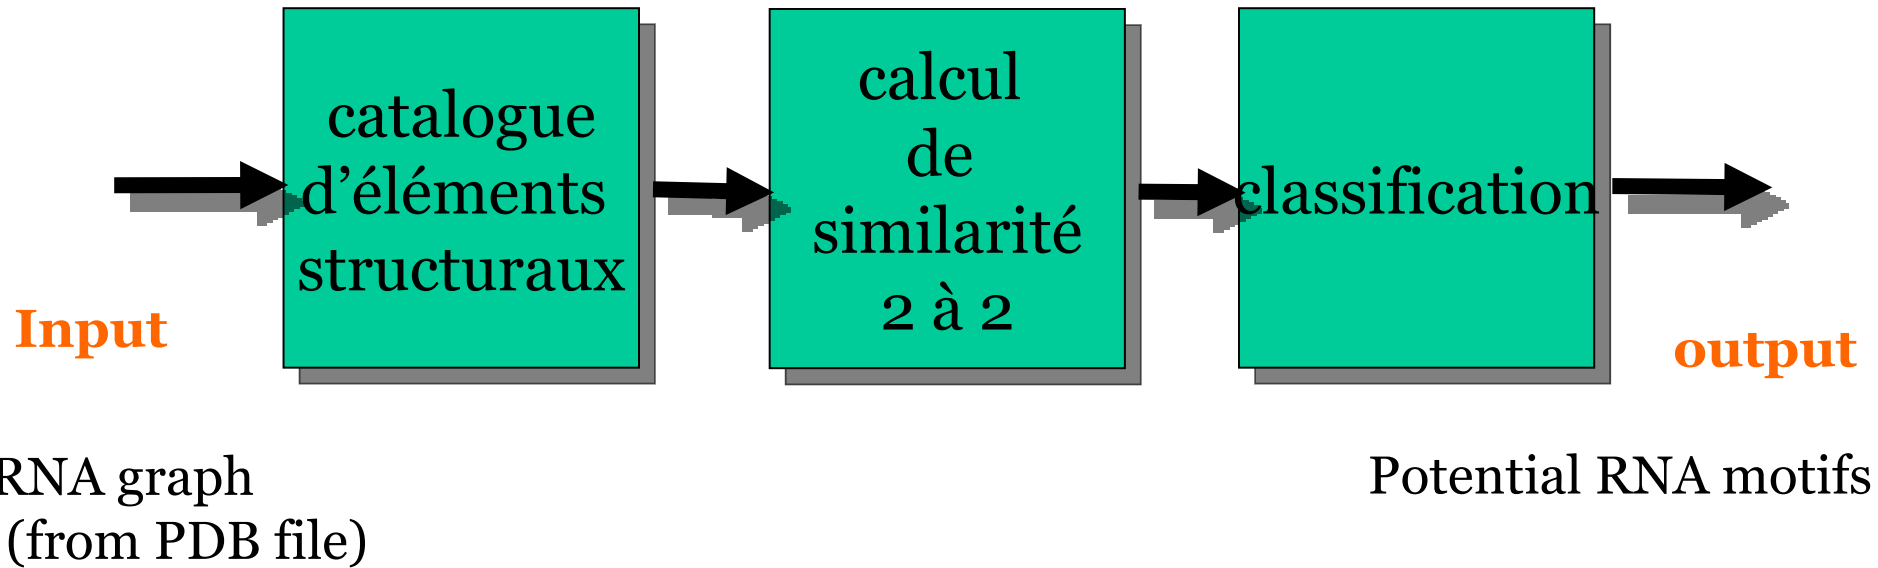 catalogue
d’éléments
structuraux
calcul
de
similarité
2 à 2
classification
Input
output
RNA graph
(from PDB file)
Potential RNA motifs